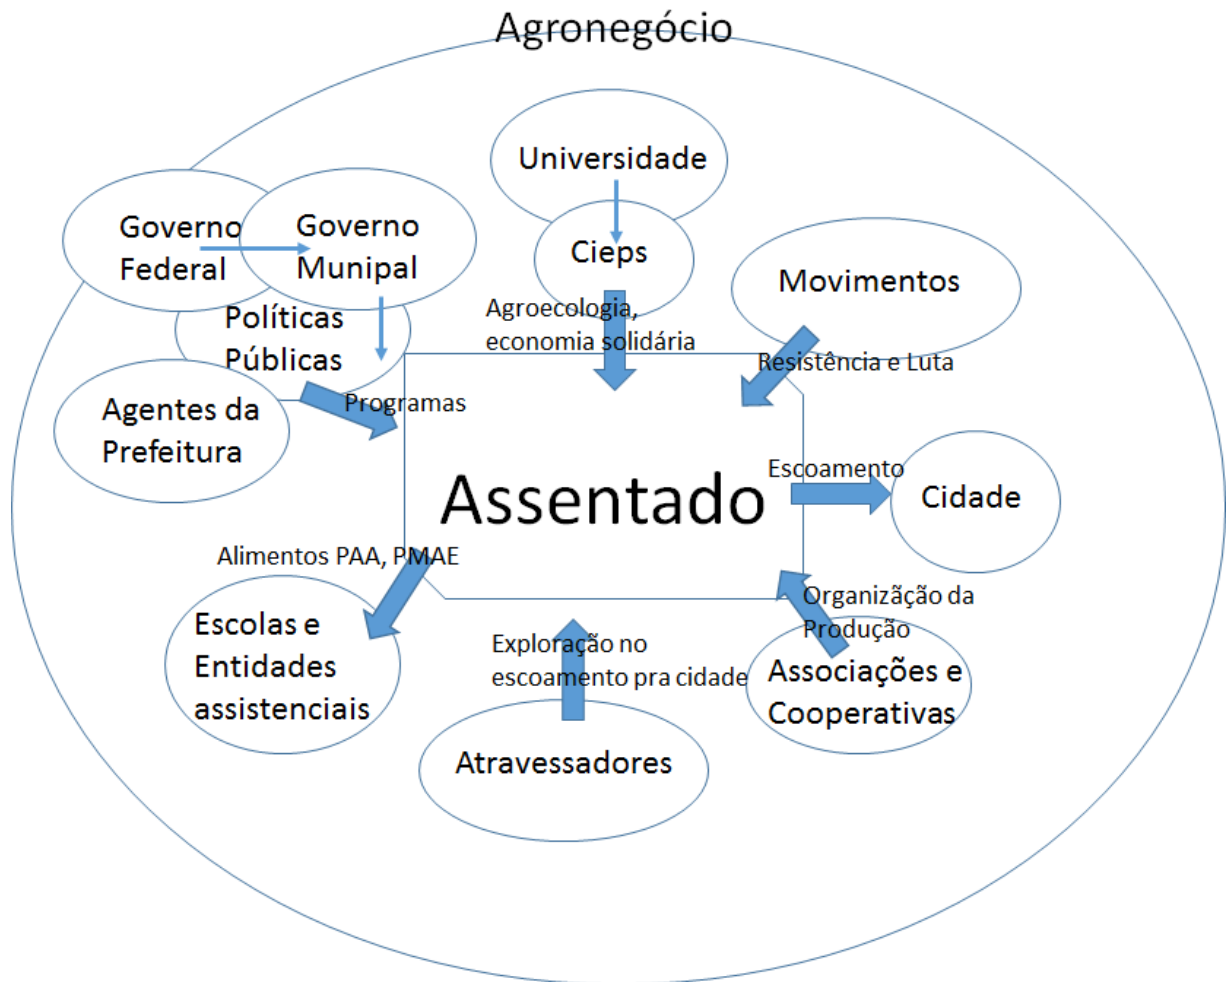 Agronegócio
Universidade
Governo
Federal
Governo
Munipal
Cieps
Movimentos
Políticas
Públicas
Agroecologia,
economia solidária
Resistência e Luta
Agentes da
Prefeitura
Programas
Assentado
Escoamento
Cidade
Alimentos PAA, PMAE
Escolas e
Entidades
assistenciais
Exploração no
escoamento pra cidade
Atravessadores
Organizãção da
Produção
Associações e
Cooperativas